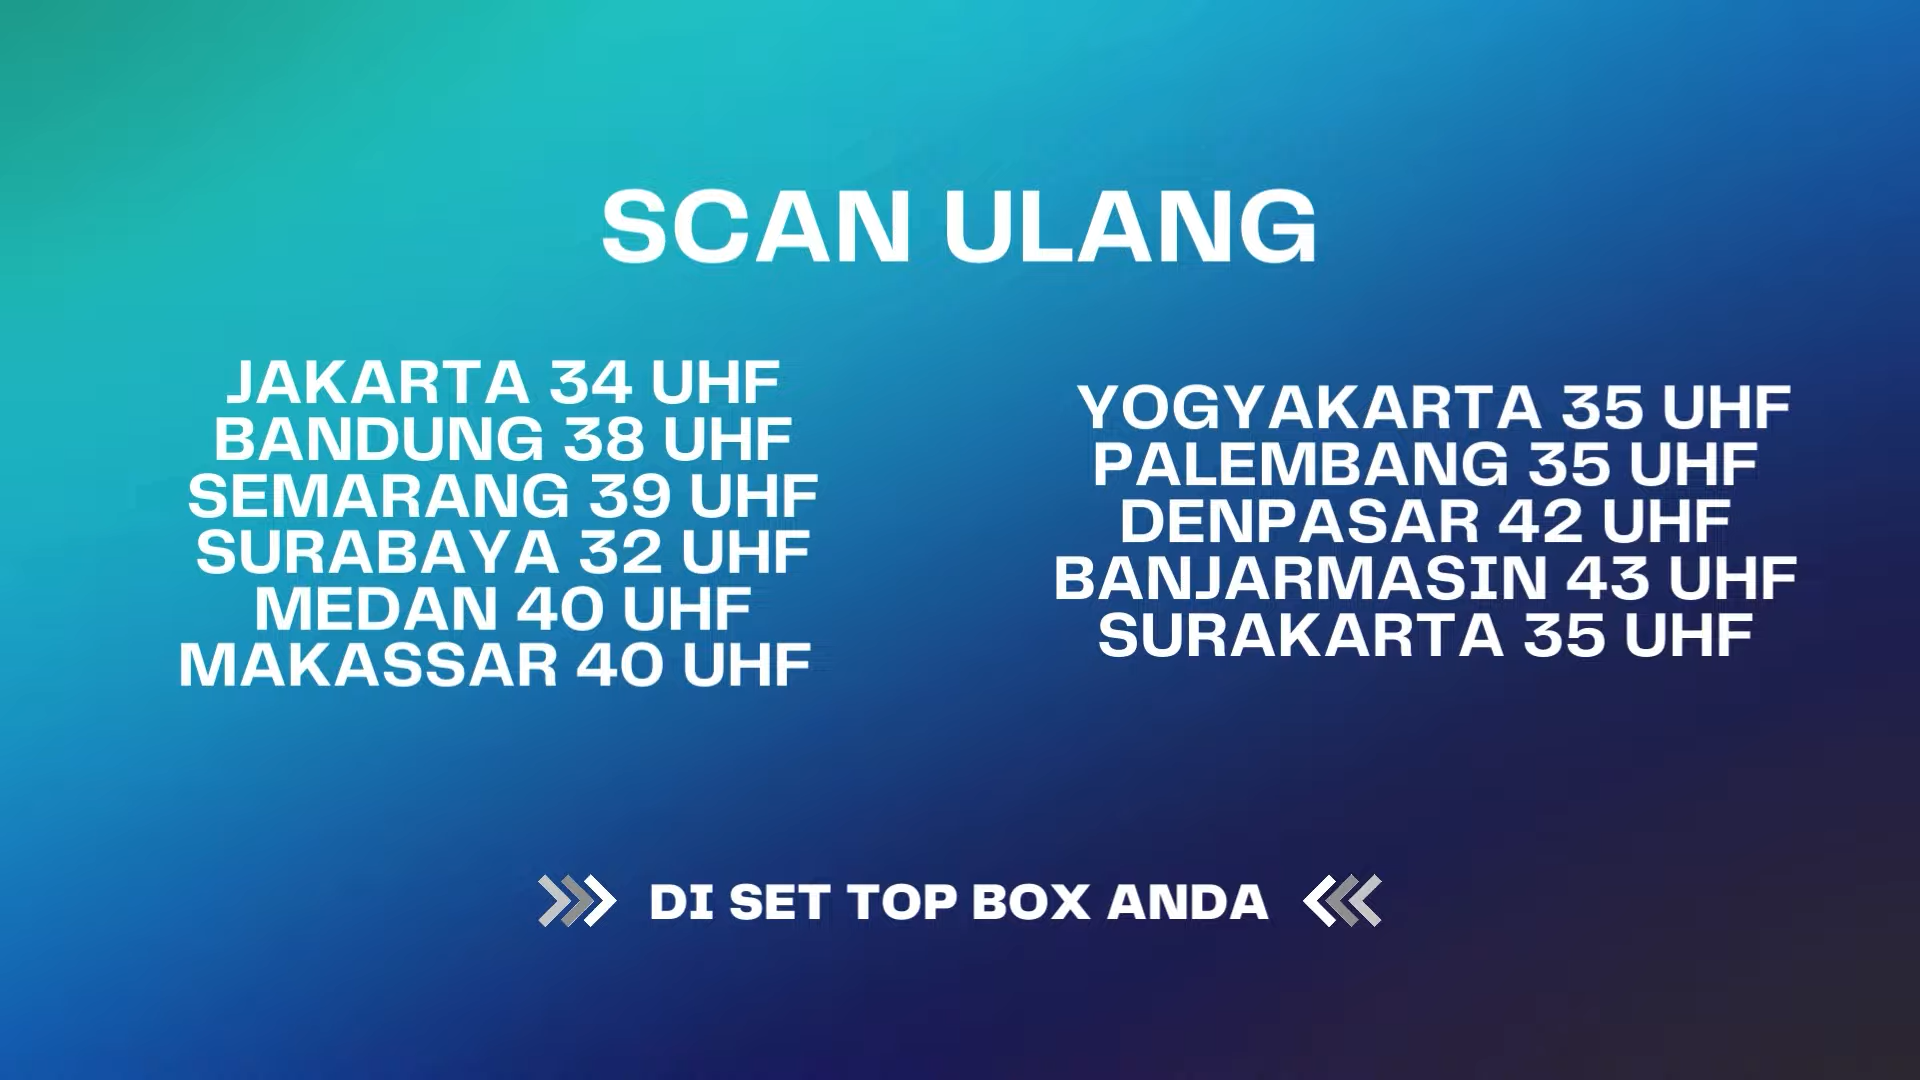 SCAN ULANG
JAKARTA 34 UHF
BANDUNG 38 UHF
SEMARANG 39 UHF
SURABAYA 32 UHF
MEDAN 40 UHF
MAKASSAR 40 UHF
YOGYAKARTA 35 UHF
PALEMBANG 35 UHF
DENPASAR 42 UHF
BANJARMASIN 43 UHF
SURAKARTA 35 UHF
DI SET TOP BOX ANDA